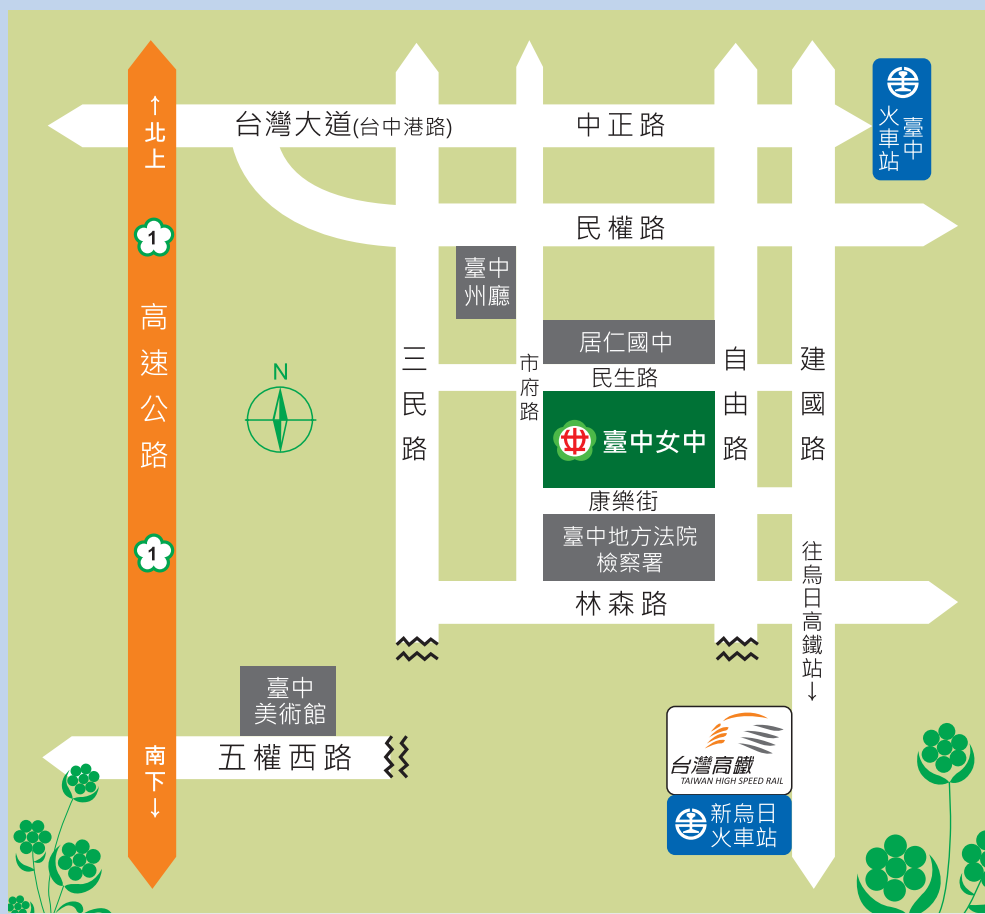 ↑北上
1
高速公路
1
南下↓
台灣大道(台中港路)
中正路
臺中
火車站
民權路
臺中
州廳
居仁國中
三民路
市府路
民生路
自由路
建國路
N
臺中女中
康樂街
臺中地方法院
檢察署
林森路
往烏日高鐵站↓
臺中
美術館
五權西路
台灣高鐵
TAIWAN HIGH SPEED RAIL
新烏日
火車站